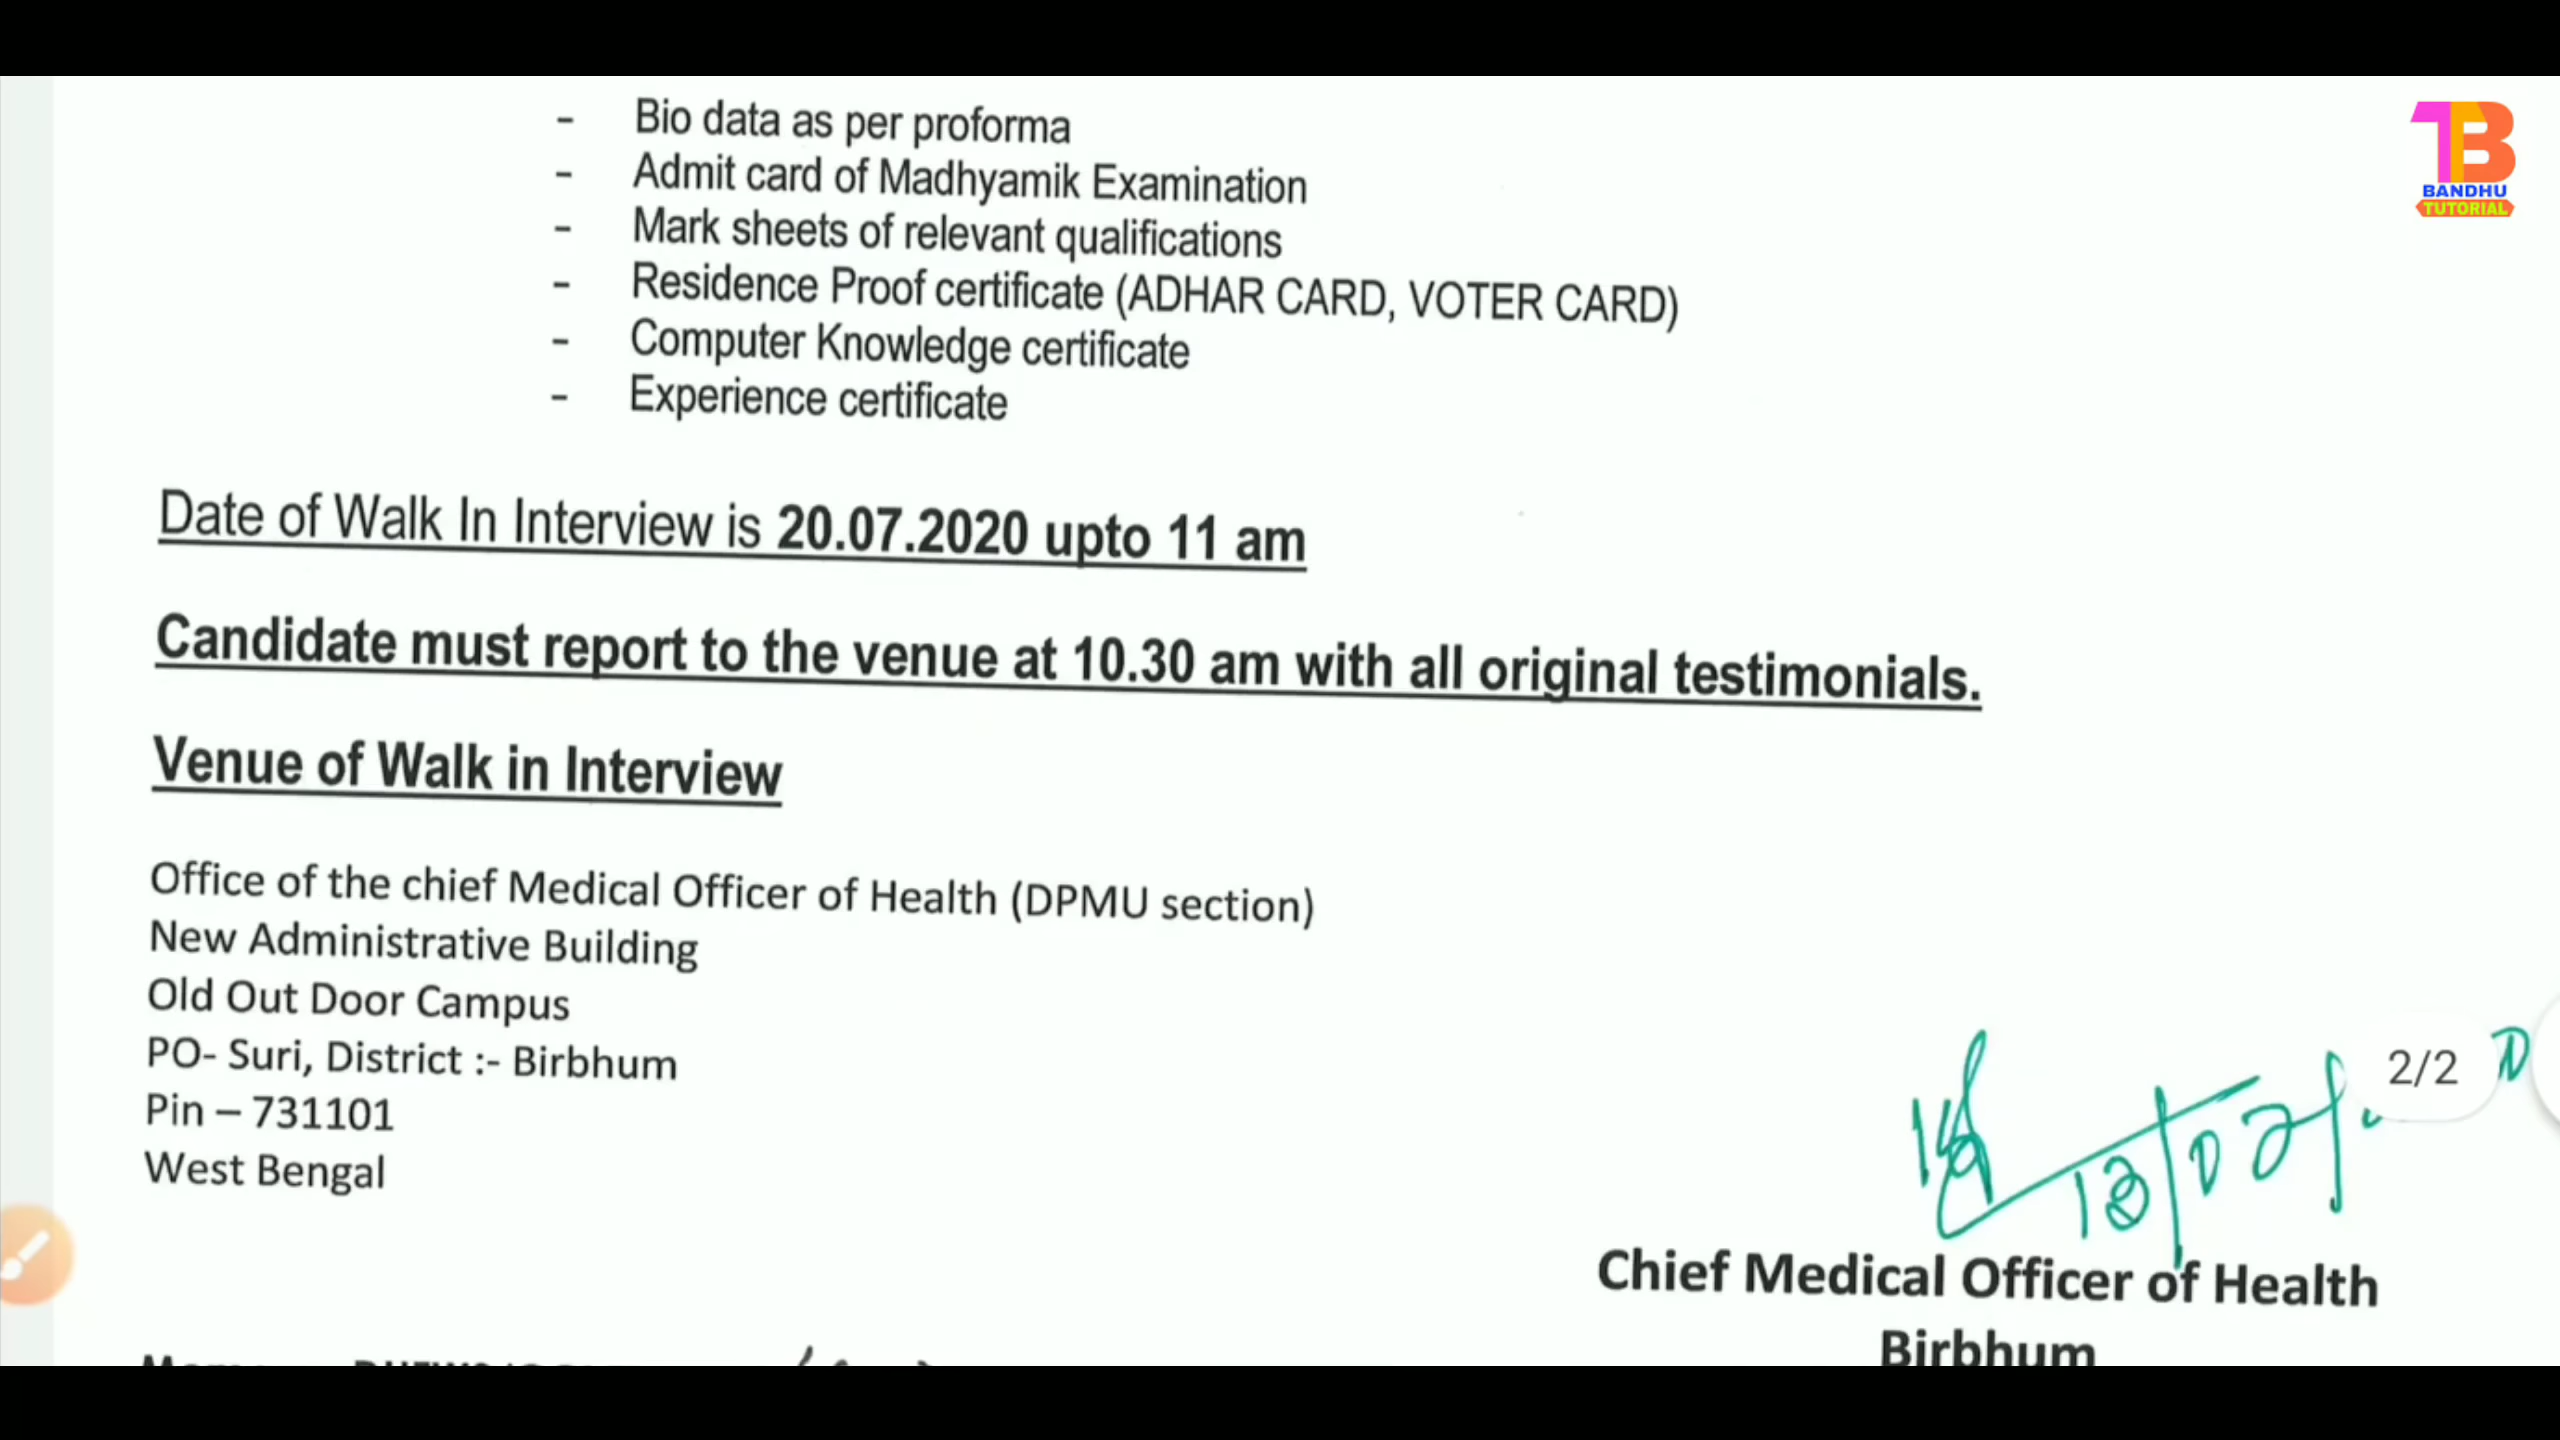 - Bio data as per proforma
- Admit card of Madhyamik Examination
- Mark sheets of relevant qualifications
- Residence Proof certificate (ADHAR CARD, VOTER CARD)
- Computer Knowledge certificate
- Experience certificate
TB
BANDHU
TUTORIAL
Date of Walk In Interview is 20.07.2020 upto 11 am
Candidate must report to the venue at 10.30 am with all original testimonials.
Venue of Walk in Interview
Office of the chief Medical Officer of Health (DPMU section)
New Administrative Building
Old Out Door Campus
PO- Suri, District :- Birbhum
Pin – 731101
West Bengal
2/2
Chief Medical Officer of Health
Birbhum